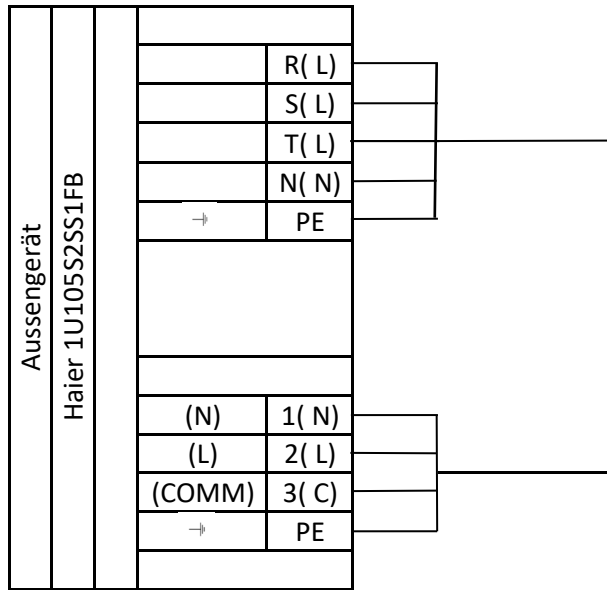 Aussengerät
Haier 1U105S2SS1FB
R( L)
S( L)
T( L)
N( N)
PE
(N) 1( N)
(L) 2( L)
(COMM) 3( C)
PE